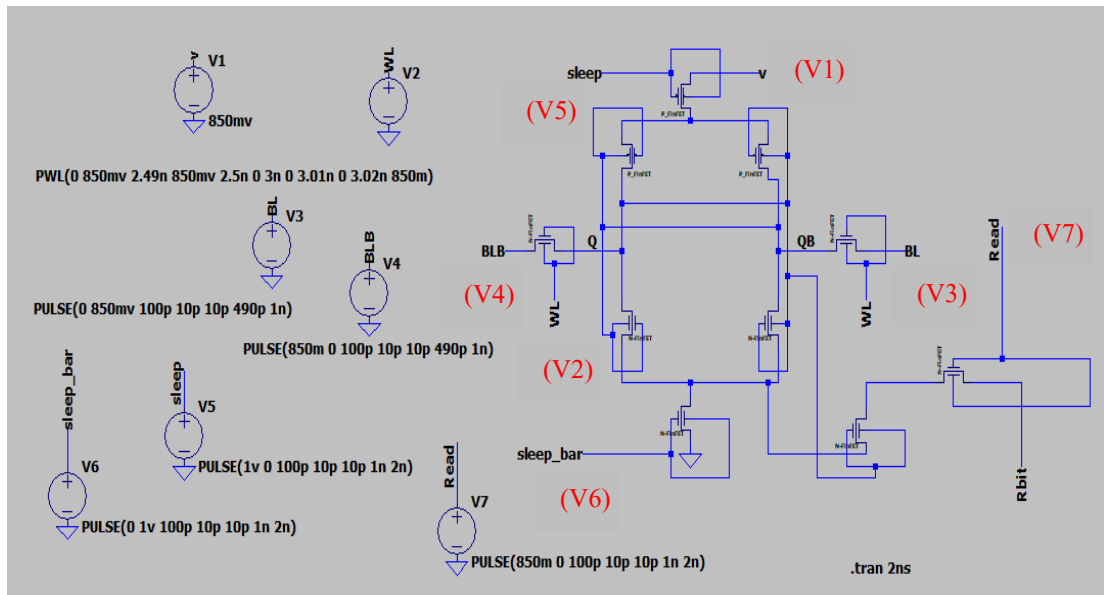 v
V1
850mv
WL
V2
PWL(0 850mv 2.49n 850mv 2.5n 0 3n 0 3.01n 0 3.02n 850m)
BL
V3
PULSE(0 850mv 100p 10p 10p 490p 1n)
BLB
V4
PULSE(850m 0 100p 10p 10p 490p 1n)
sleep_bar
V6
PULSE(0 1v 100p 10p 10p 1n 2n)
sleep
V5
PULSE(1v 0 100p 10p 10p 1n 2n)
Read
V7
PULSE(850m 0 100p 10p 10p 1n 2n)
sleep
v
(V1)
P_FinFET
(V5)
P_FinFET
P_FinFET
N-FinFET
BLB
Q
QB
N-FinFET
BL
Read
(V7)
(V4)
WL
(V3)
WL
(V2)
N-FinFET
N-FinFET
N-FinFET
N-FinFET
sleep_bar
N-FinFET
(V6)
Rbit
.tran 2ns